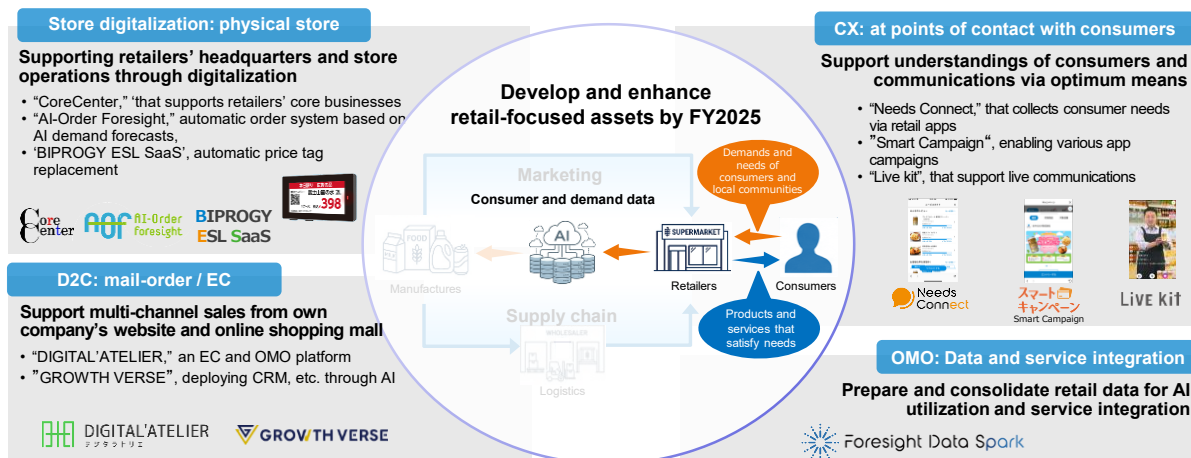 Store digitalization: physical store
Supporting retailers’ headquarters and store
operations through digitalization
• “CoreCenter,” ‘that supports retailers’ core businesses
• “AI-Order Foresight,” automatic order system based on
AI demand forecasts,
• ‘BIPROGY ESL SaaS’, automatic price tag
replacement
398
Core
Center
AOF AI-Order
foresight
BIPROGY
ESL SaaS
D2C: mail-order / EC
Support multi-channel sales from own
company’s website and online shopping mall
• “DIGITAL’ATELIER,” an EC and OMO platform
• ”GROWTH VERSE”, deploying CRM, etc. through AI
DIGITAL’ATELIER
デジタラトリエ
GROWTH VERSE
Develop and enhance
retail-focused assets by FY2025
Marketing
Consumer and demand data
Demands and
needs of
consumers and
local communities
FOOD
AI
SUPERMARKET
Manufactures
Retailers
Consumers
Supply chain
WHOLESALER
Logistics
Products and
services that
satisfy needs
CX: at points of contact with consumers
Support understandings of consumers and
communications via optimum means
• “Needs Connect,” that collects consumer needs
via retail apps
• ”Smart Campaign“, enabling various app
campaigns
• “Live kit”, that support live communications
Needs
Connect
スマート
キャンペーン
Smart Campaign
LIVE kit
OMO: Data and service integration
Prepare and consolidate retail data for AI
utilization and service integration
Foresight Data Spark